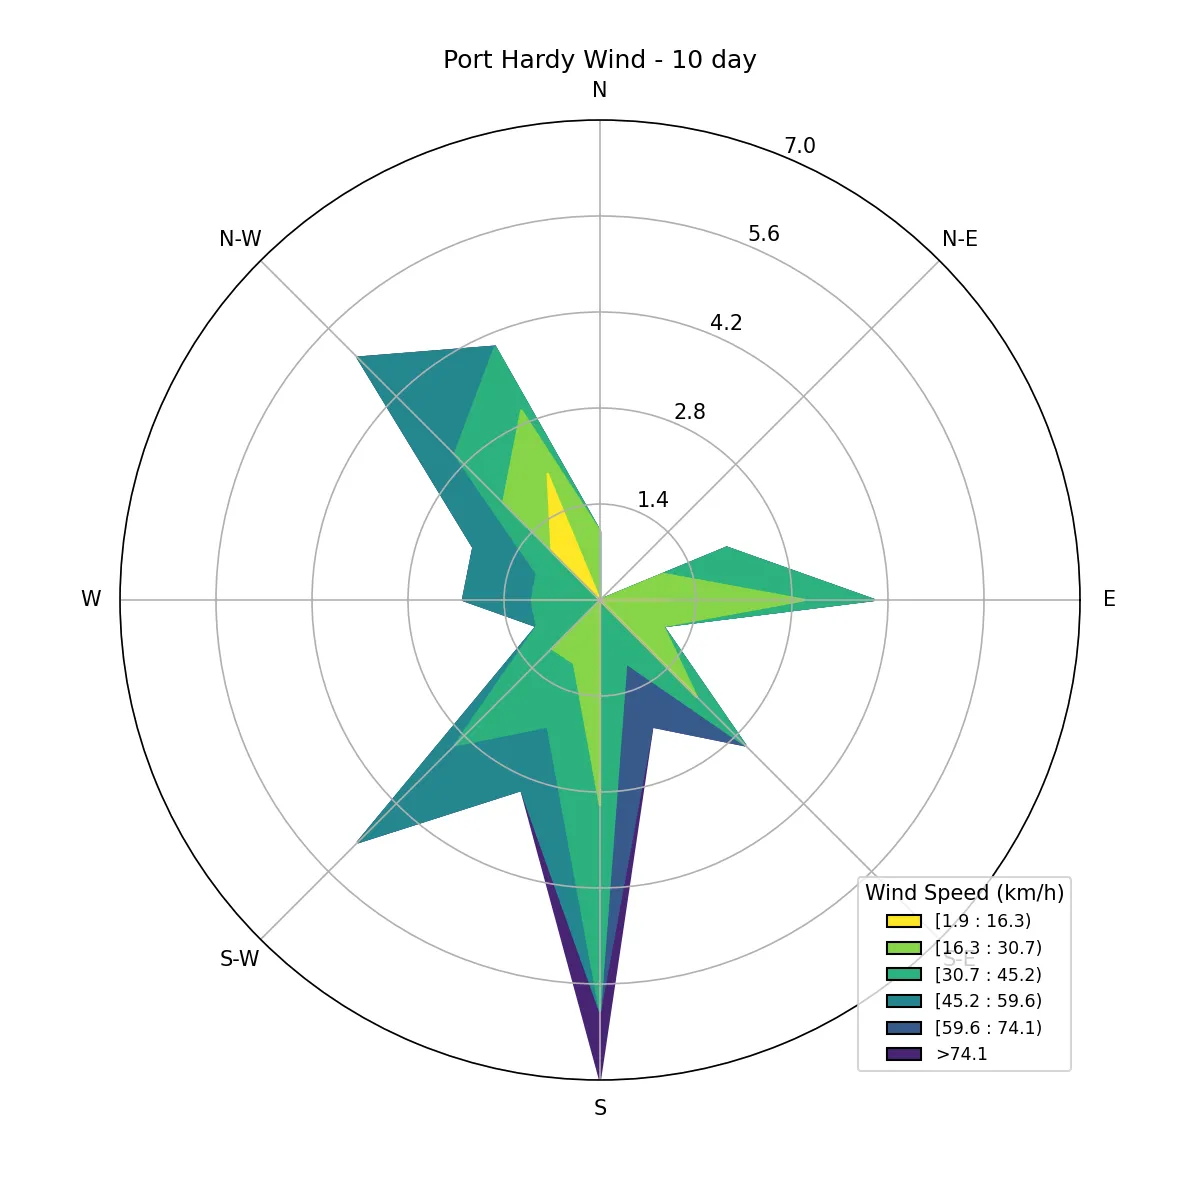 Port Hardy Wind - 10 day
N
7.0
N-W
5.6
N-E
4.2
2.8
1.4
W
E
Wind Speed (km/h)
[1.9 : 16.3)
[16.3 : 30.7)
S-W
S-E
[30.7 : 45.2)
[45.2 : 59.6)
[59.6 : 74.1)
>74.1
S